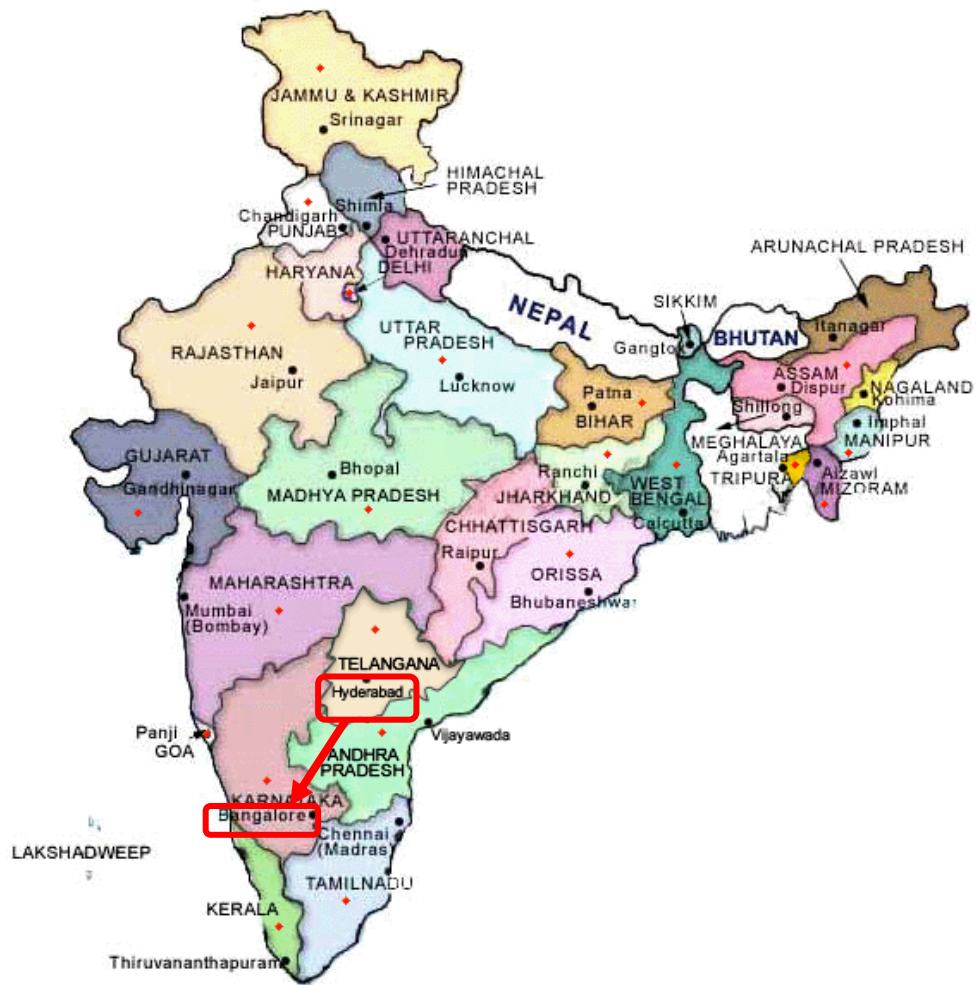 JAMMU & KASHMIR
Srinagar
HIMACHAL
PRADESH
Shimla
Chandigarh
PUNJAB
UTTARANCHAL
Dehradun
DELHI
HARYANA
ARUNACHAL PRADESH
NEPAL
SIKKIM
BHUTAN
Itanagar
Gangtok
UTTAR
PRADESH
RAJASTHAN
Jaipur
Lucknow
ASSAM
Dispur
NAGALAND
Kohima
Patna
BIHAR
Shillong
Imphal
MANIPUR
MEGHALAYA
Agartala
TRIPURA
Aizawl
MIZORAM
GUJARAT
Gandhinagar
Bhopal
MADHYA PRADESH
Ranchi
JHARKHAND
WEST
BENGAL
Calcutta
CHHATTISGARH
Raipur
ORISSA
Bhubaneshwar
MAHARASHTRA
Mumbai
(Bombay)
TELANGANA
Hyderabad
Panji
GOA
Vijayawada
ANDHRA
PRADESH
KARNATAKA
Bangalore
Chennai
(Madras)
LAKSHADWEEP
TAMILNADU
KERALA
Thiruvananthapuram